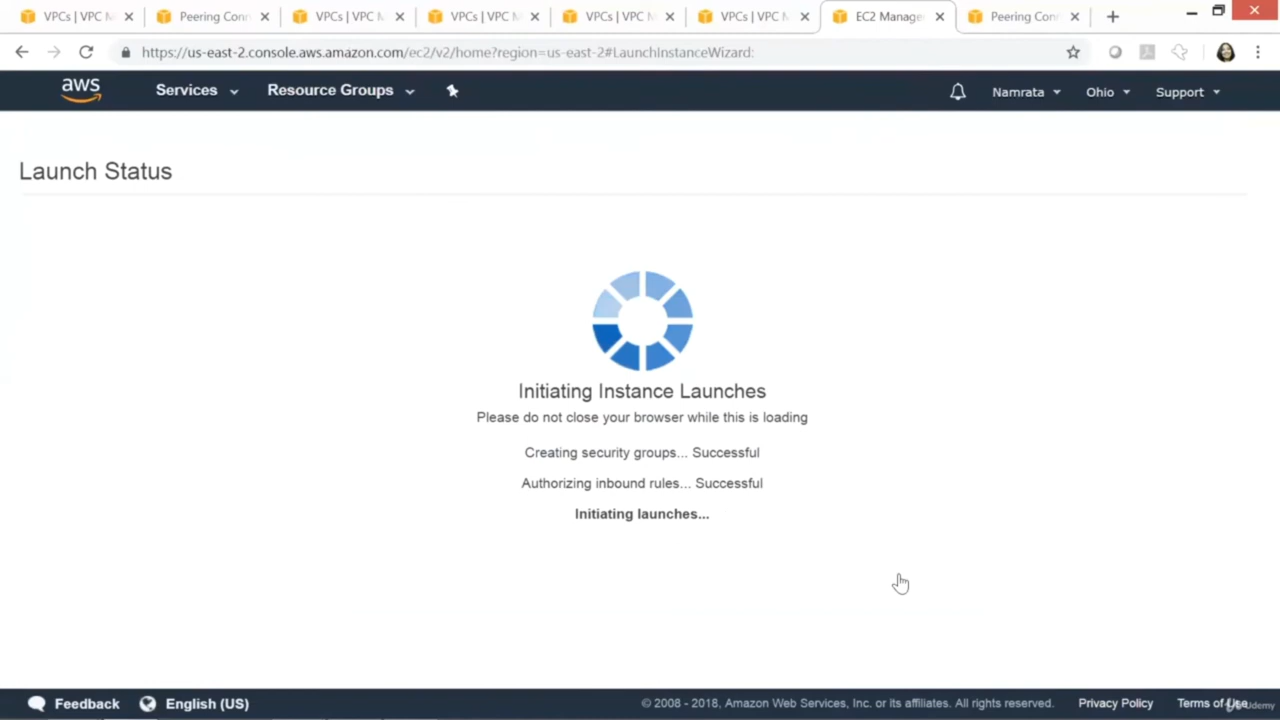 VPCs | VPC M
Peering Conn
VPCs | VPC M
VPCs | VPC M
VPCs | VPC M
VPCs | VPC M
EC2 Manage
Peering Conn
https://us-east-2.console.aws.amazon.com/ec2/v2/home?region=us-east-2#LaunchInstanceWizard:
aws
Services
Resource Groups
Namrata
Ohio
Support
Launch Status
Initiating Instance Launches
Please do not close your browser while this is loading
Creating security groups... Successful
Authorizing inbound rules... Successful
Initiating launches...
Feedback
English (US)
© 2008 - 2018, Amazon Web Services, Inc. or its affiliates. All rights reserved.
Privacy Policy
Terms of Use
Udemy